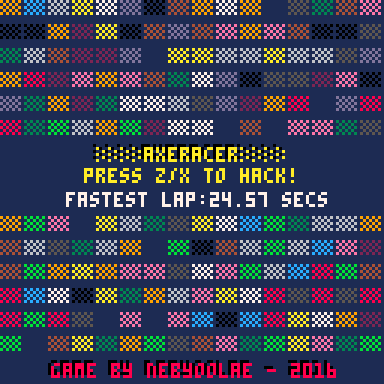 ░░░░AXERACER░░░░
PRESS Z/X TO HACK!
FASTEST LAP:24.57 SECS
GAME BY NEBYOOLAE - 2016